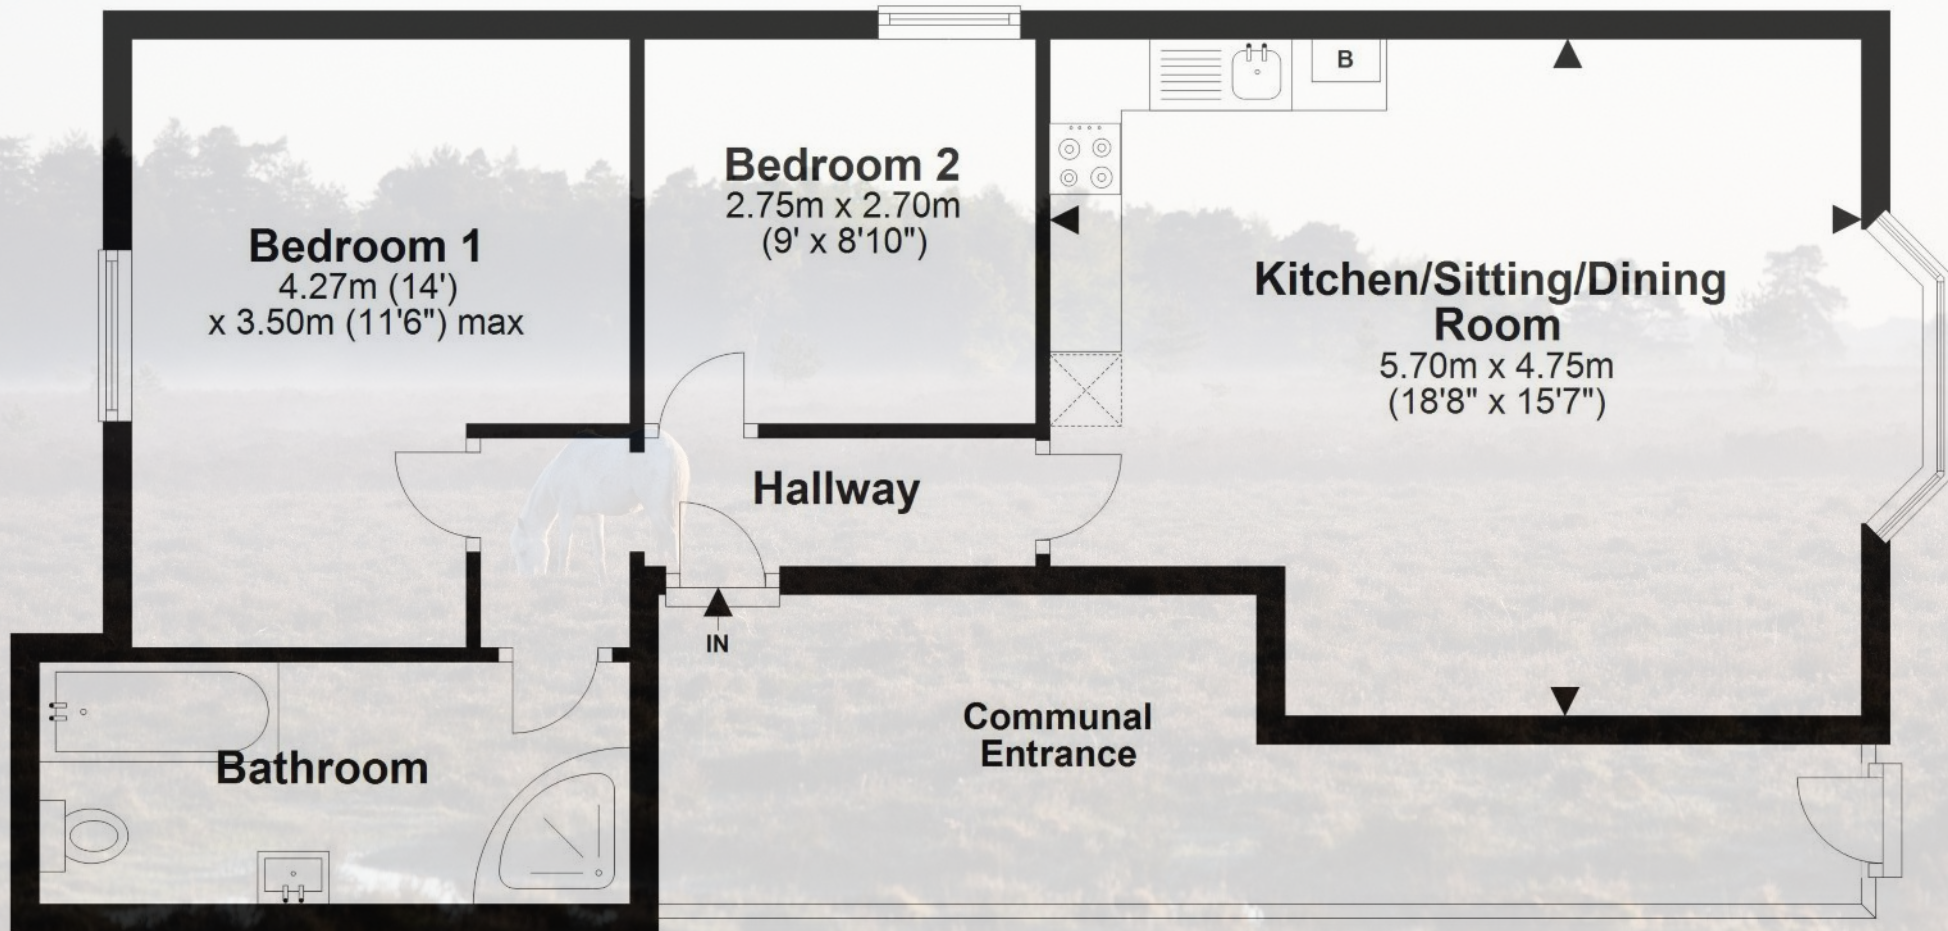 Bedroom 1
4.27m (14')
x 3.50m (11'6") max
Bedroom 2
2.75m x 2.70m
(9' x 8'10")
B
Kitchen/Sitting/Dining
Room
5.70m x 4.75m
(18'8" x 15'7")
Hallway
IN
Communal
Entrance
Bathroom